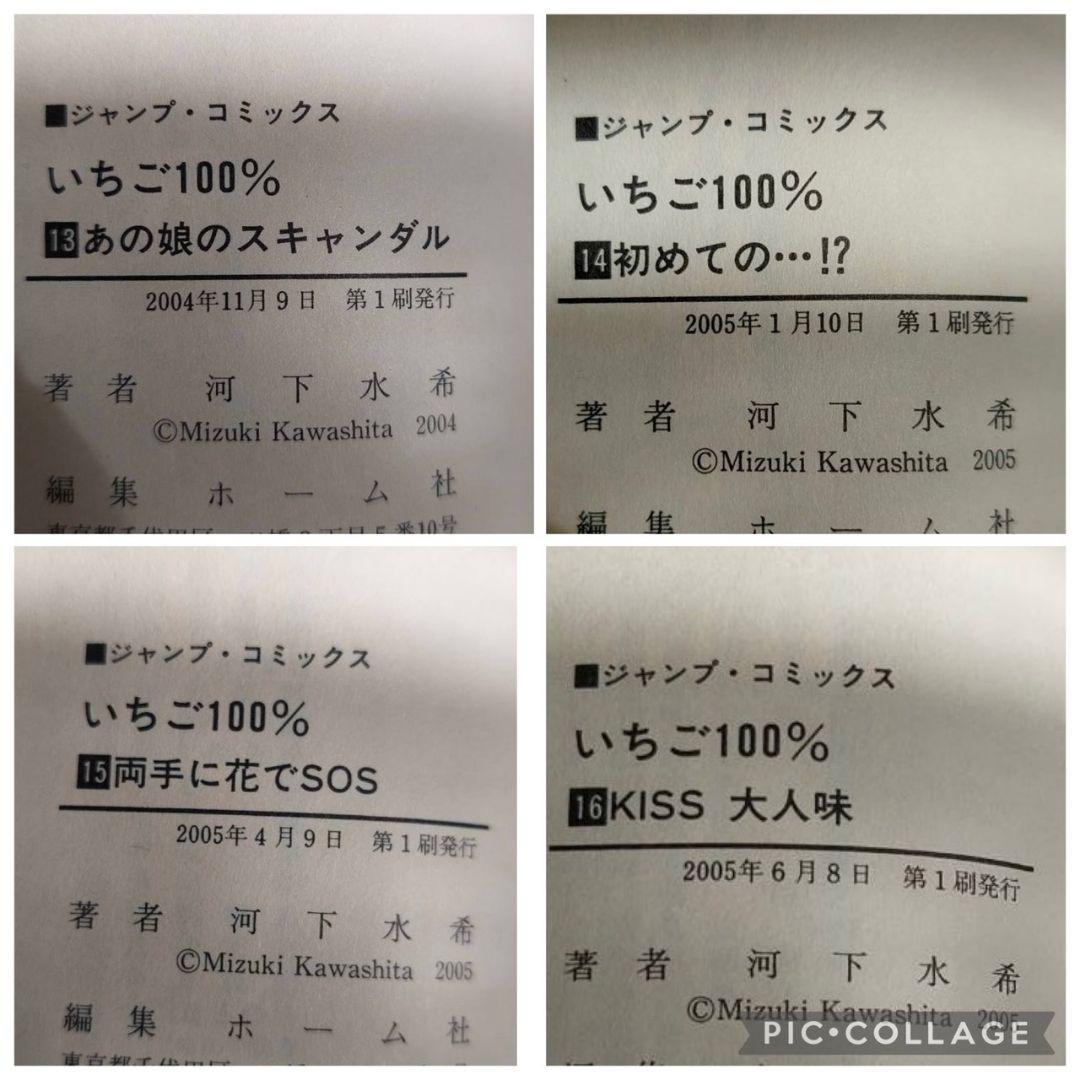 ■ジャンプ・コミックス
いちご100%
13あの娘のスキャンダル
2004年11月9日 第1刷発行
著者 河下水希
©Mizuki Kawashita 2004
編集 ホーム社
■ジャンプ・コミックス
いちご100%
14初めての…!?
2005年1月10日 第1刷発行
著者 河下水希
©Mizuki Kawashita 2005
編集 ホーム社
■ジャンプ・コミックス
いちご100%
15両手に花でSOS
2005年4月9日 第1刷発行
著者 河下水希
©Mizuki Kawashita 2005
編集 ホーム社
■ジャンプ・コミックス
いちご100%
16KISS 大人味
2005年6月8日 第1刷発行
著者 河下水希
©Mizuki Kawashita 2005
PIC•COLLAGE